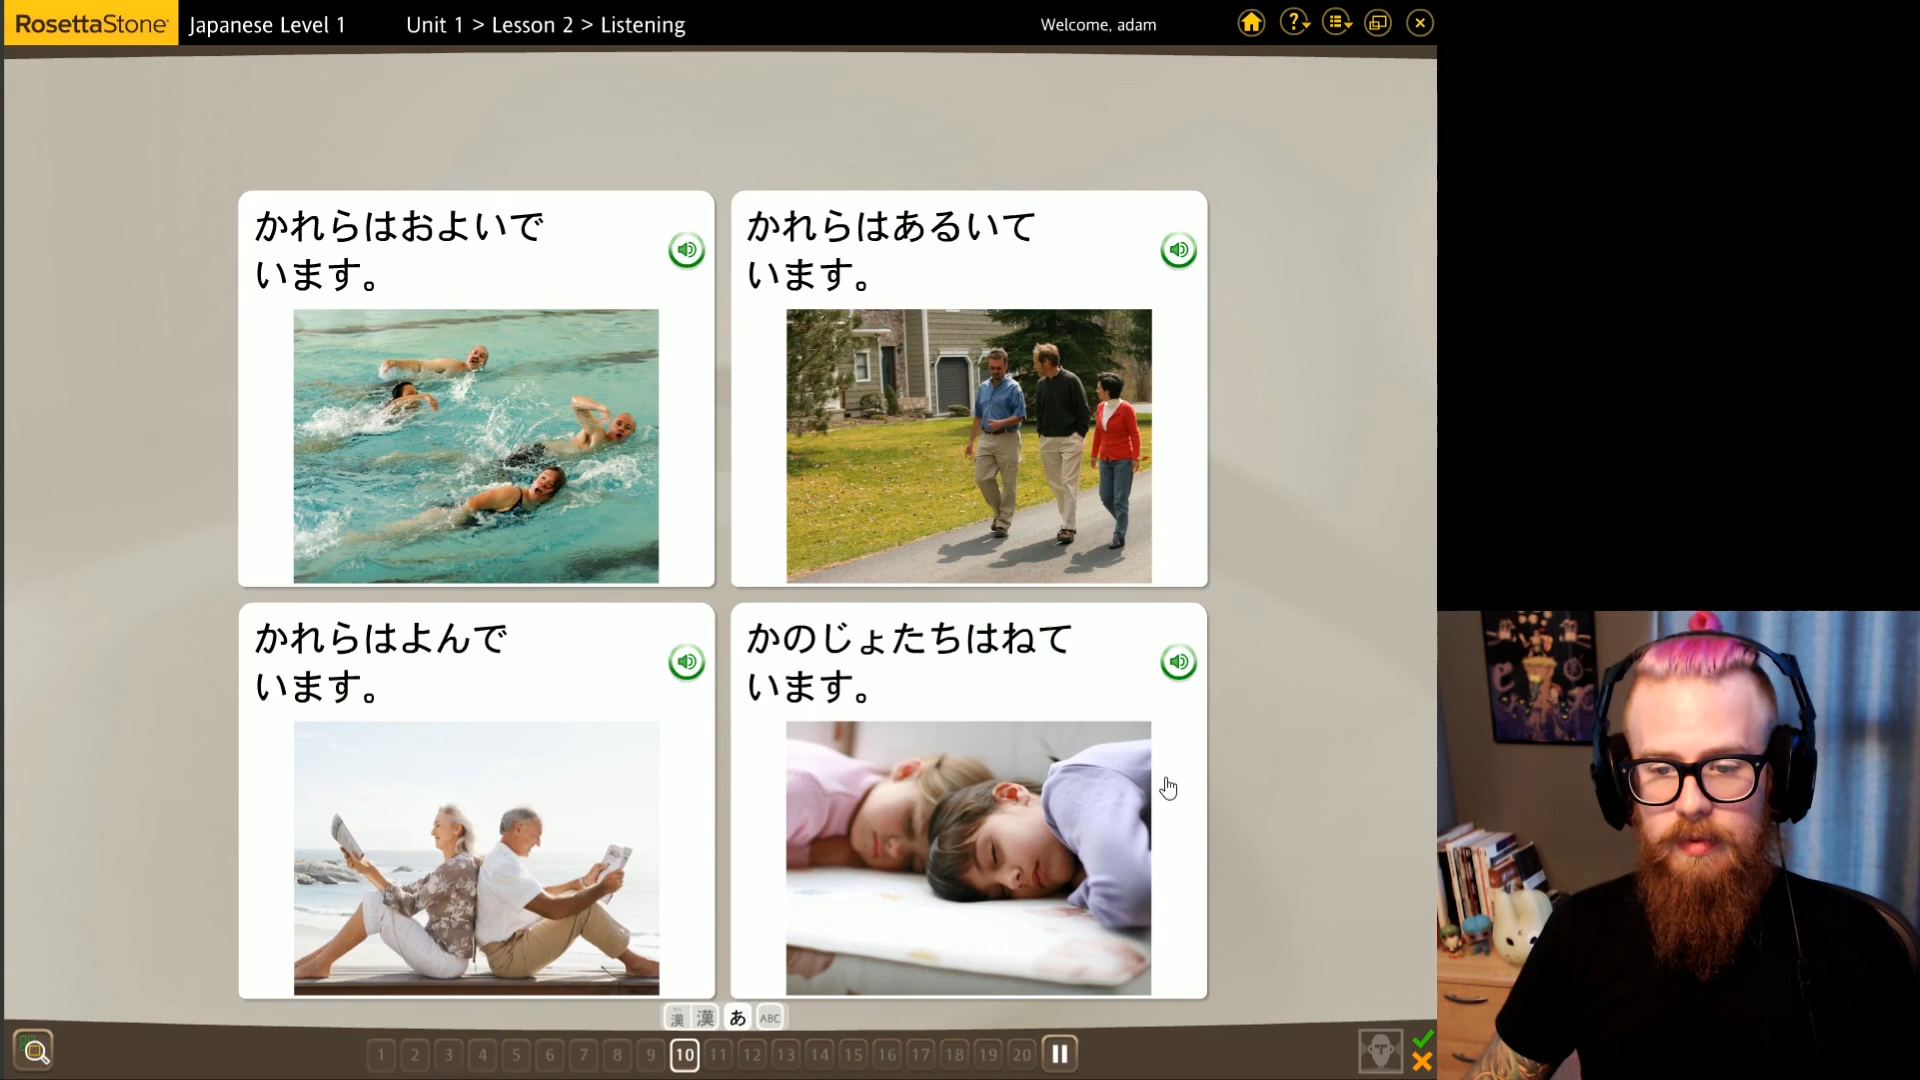 RosettaStone
Japanese Level 1
Unit 1 > Lesson 2 > Listening
Welcome, adam
かれらはおよいで
います。
かれらはあるいて
います。
かれらはよんで
います。
かのじょたちはねて
います。
漢 漢 あ ABC
1 2 3 4 5 6 7 8 9 10 11 12 13 14 15 16 17 18 19 20